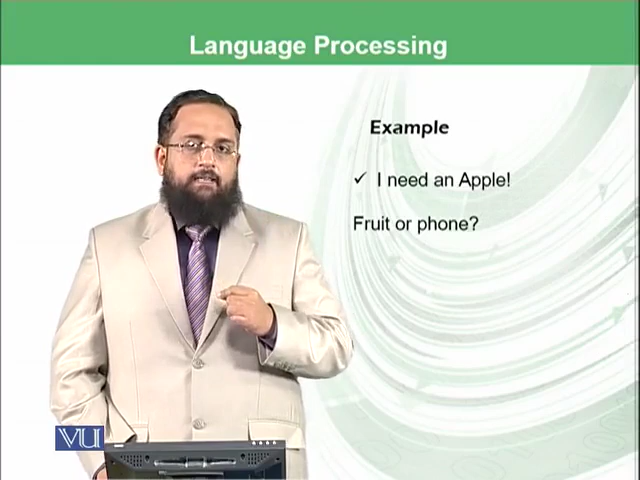 Language Processing
Example
✓ I need an Apple!
Fruit or phone?
VU